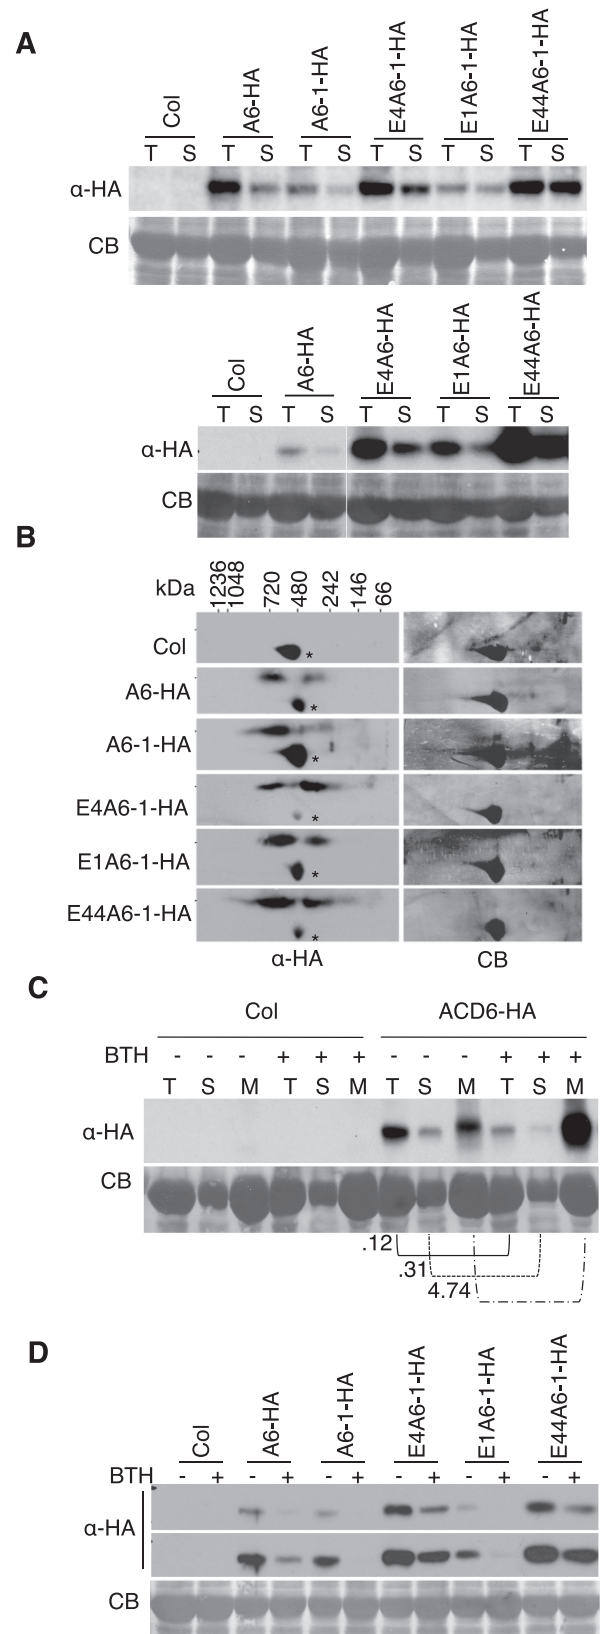 A
Col A6-HA A6-1-HA E4A6-1-HA E1A6-1-HA E44A6-1-HA
T S T S T S T S T S T S
α-HA
CB
Col A6-HA E4A6-HA E1A6-HA E44A6-HA
T S T S T S T S T S
α-HA
CB
B
kDa 1236 1048 720 480 242 146 66
Col *
A6-HA *
A6-1-HA *
E4A6-1-HA *
E1A6-1-HA *
E44A6-1-HA *
α-HA CB
C
Col ACD6-HA
BTH - - - + + + - - - + + +
T S M T S M T S M T S M
α-HA
CB
.12
.31
4.74
D
Col A6-HA A6-1-HA E4A6-1-HA E1A6-1-HA E44A6-1-HA
BTH - + - + - + - + - + - +
α-HA
CB